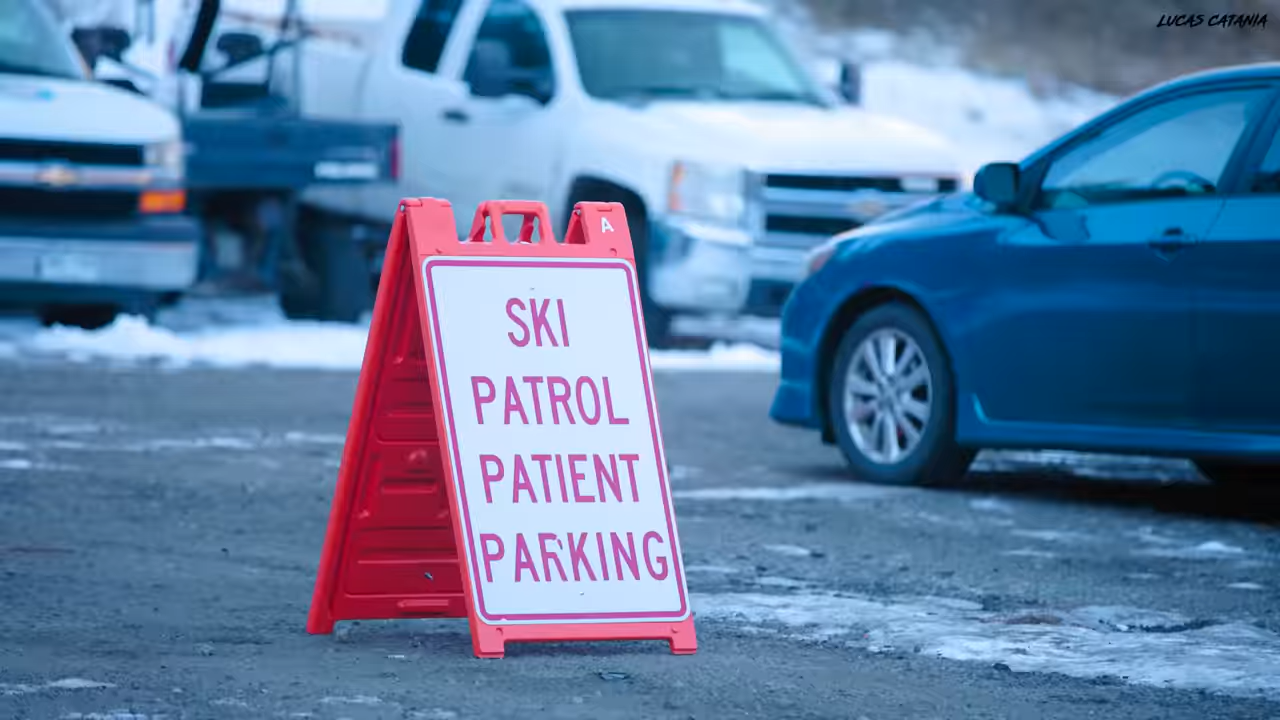 LUCAS CATANIA
A
SKI
PATROL
PATIENT
PARKING